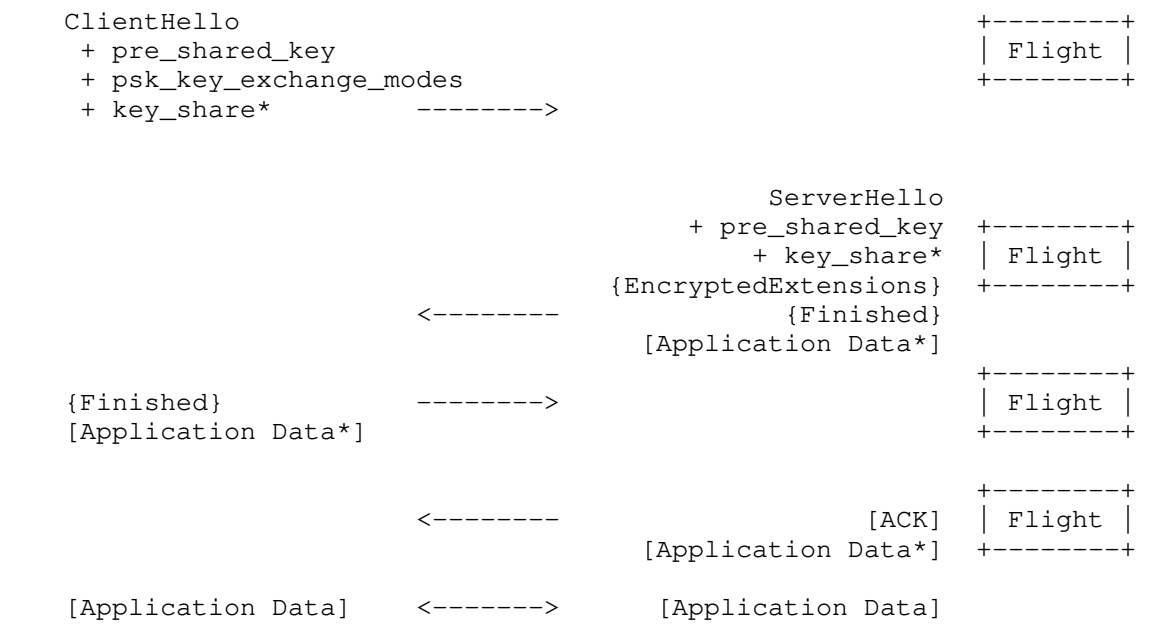 ClientHello                                              +--------+
 + pre_shared_key                                        | Flight |
 + psk_key_exchange_modes                                +--------+
 + key_share*         -------->
                                            ServerHello
                                       + pre_shared_key  +--------+
                                           + key_share*  | Flight |
                                  {EncryptedExtensions}  +--------+
                      <--------              {Finished}
                                    [Application Data*]
                                                         +--------+
{Finished}            -------->                          | Flight |
[Application Data*]                                      +--------+
                                                         +--------+
                      <--------                   [ACK]  | Flight |
                                    [Application Data*]  +--------+
[Application Data]    <------->      [Application Data]